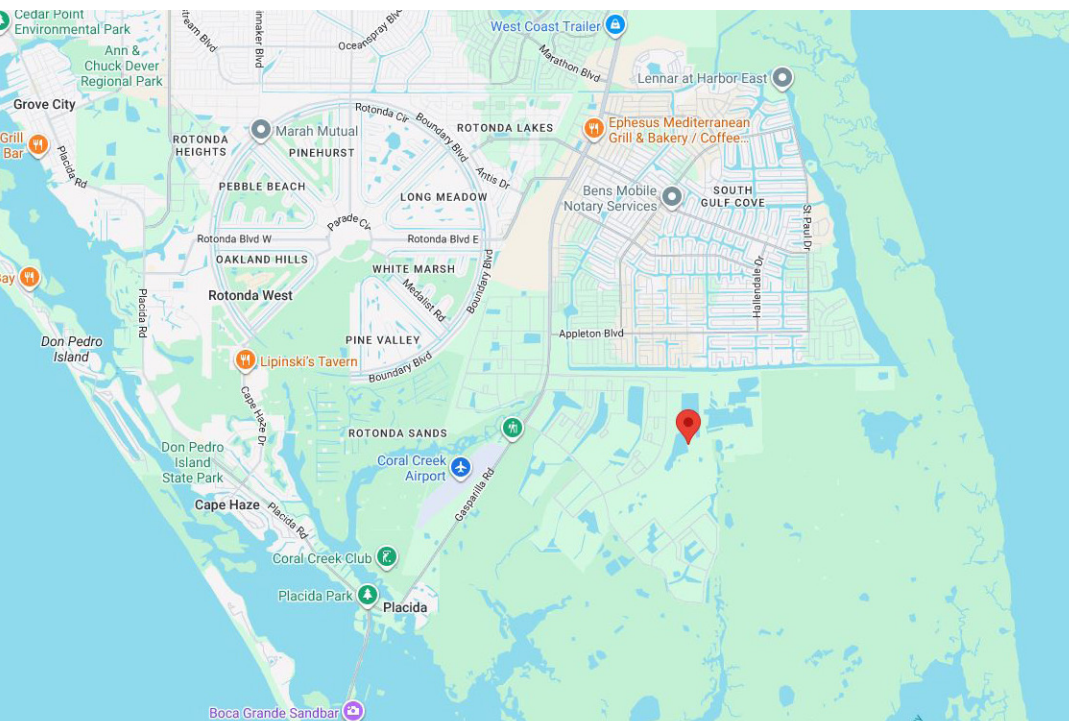 Cedar Point
Environmental Park
Ann &
Chuck Dever
Regional Park
Grove City
Grill
Bar
Placida Rd
Oceanspray Blvd
West Coast Trailer
Marathon Blvd
Lennar at Harbor East
Rotonda Cir
Boundary Blvd
ROTONDA
HEIGHTS
Marah Mutual
PINEHURST
ROTONDA LAKES
Antis Dr
Ephesus Mediterranean
Grill & Bakery / Coffee...
PEBBLE BEACH
LONG MEADOW
Bens Mobile
Notary Services
SOUTH
GULF COVE
St Paul Dr
Parade Cir
Rotonda Blvd W
Rotonda Blvd E
OAKLAND HILLS
WHITE MARSH
Boundary Blvd
Hallendale Dr
Bay
Rotonda West
Medalist Rd
Placida Rd
Don Pedro
Island
PINE VALLEY
Appleton Blvd
Lipinski's Tavern
Boundary Blvd
Cape Haze Dr
ROTONDA SANDS
Don Pedro
Island
State Park
Coral Creek
Airport
Gasparilla Rd
Cape Haze
Placida Rd
Coral Creek Club
Placida Park
Placida
Boca Grande Sandbar